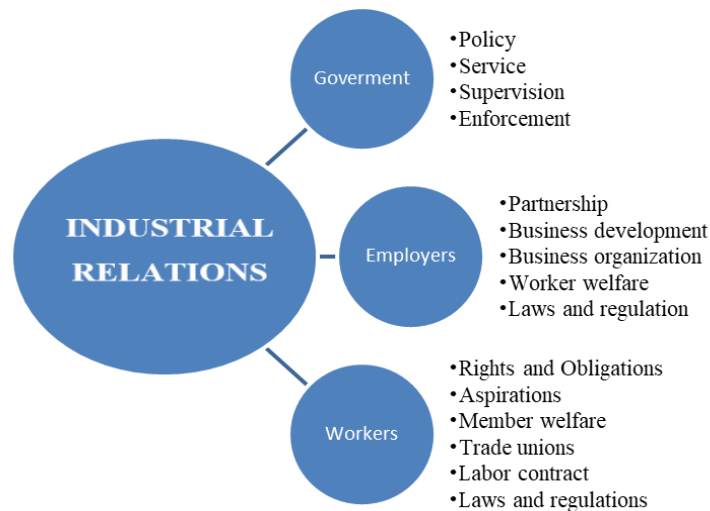 Goverment
•Policy
•Service
•Supervision
•Enforcement
INDUSTRIAL
RELATIONS
Employers
•Partnership
•Business development
•Business organization
•Worker welfare
•Laws and regulation
Workers
•Rights and Obligations
•Aspirations
•Member welfare
•Trade unions
•Labor contract
•Laws and regulations